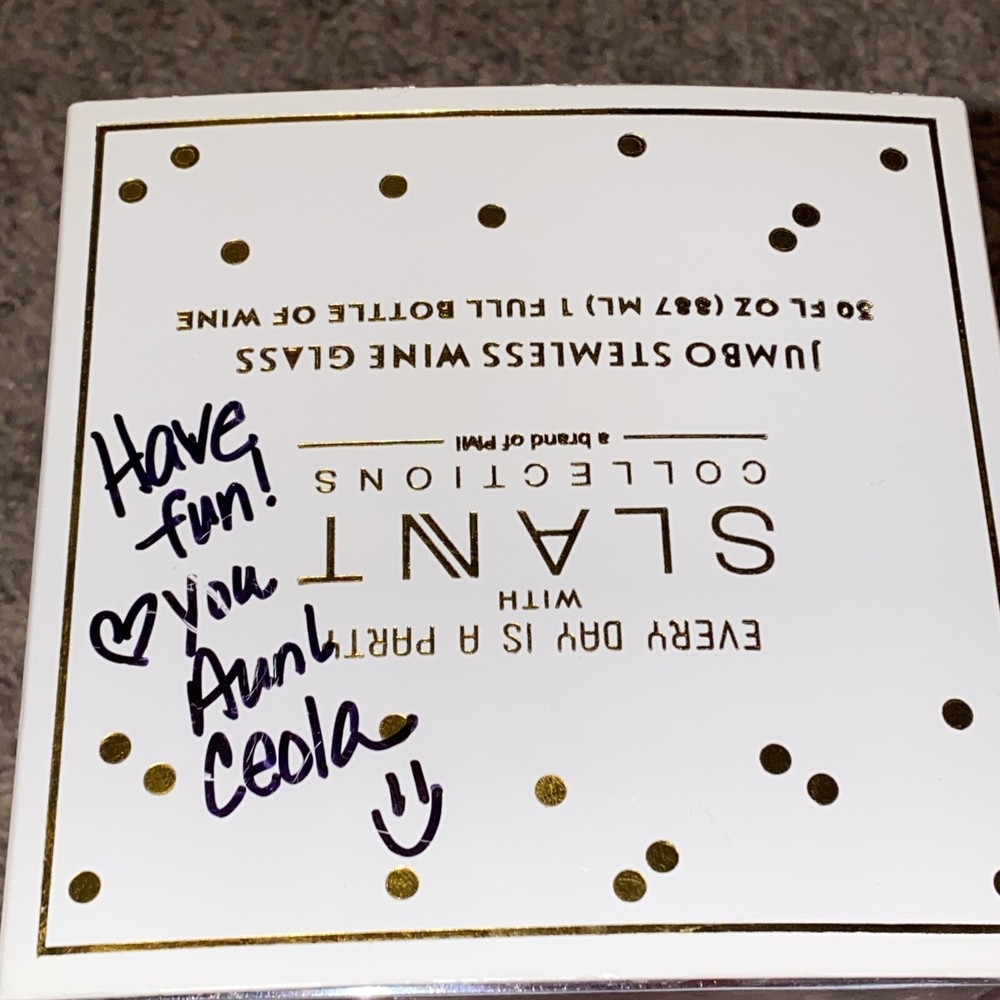 Have
fun!
♡ you
Aunt
Ceola
EVERY DAY IS A PARTY
WITH
SLANT
COLLECTIONS
a brand of PMI
JUMBO STEMLESS WINE GLASS
30 FL OZ (887 ML) 1 FULL BOTTLE OF WINE